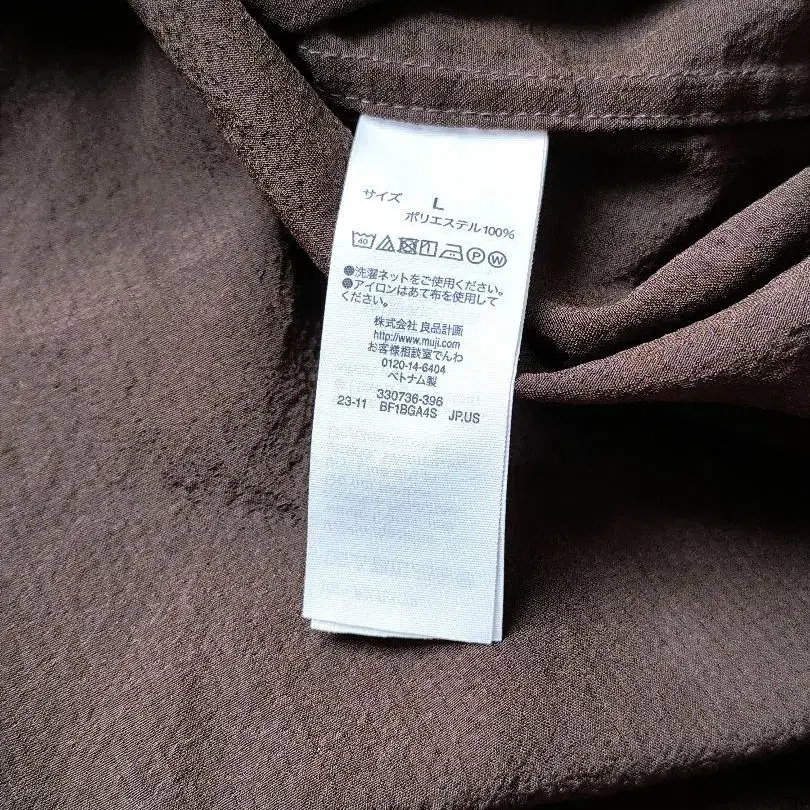 サイズ L
ポリエステル100%
40 P W
●洗濯ネットをご使用ください。
●アイロンはあて布を使用して
ください。
株式会社 良品計画
http://www.muji.com
お客様相談室でんわ
0120-14-6404
ベトナム製
330736-396
23-11 BF1BGA4S JP.US